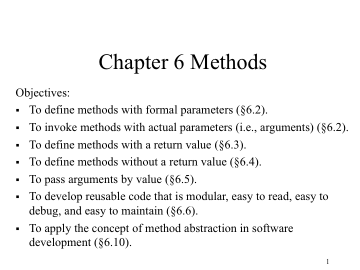 Chapter 6 Methods
Objectives:
▪ To define methods with formal parameters (§6.2).
▪ To invoke methods with actual parameters (i.e., arguments) (§6.2).
▪ To define methods with a return value (§6.3).
▪ To define methods without a return value (§6.4).
▪ To pass arguments by value (§6.5).
▪ To develop reusable code that is modular, easy to read, easy to
debug, and easy to maintain (§6.6).
▪ To apply the concept of method abstraction in software
development (§6.10).
1